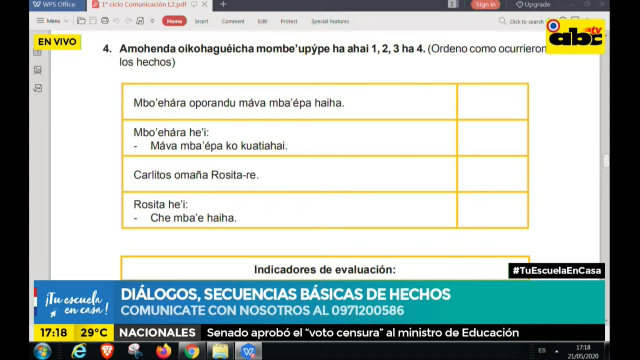 WPS Office
1° ciclo Comunicación L2.pdf
Sign in
Upgrade
Home
Insert
Comment
Edit
Protect
Special Features
Click to search
EN VIVO
abc
tv
4. Amohenda oikohaguéicha mombe'upýpe ha ahai 1, 2, 3 ha 4. (Ordeno como ocurrieron
los hechos)
Mbo'ehára oporandu máva mba'épa haiha.
Mbo'ehára he'i:
- Máva mba'épa ko kuatiahai.
Carlitos omaña Rosita-re.
Rosita he'i:
- Che mba'e haiha.
Indicadores de evaluación:
#TuEscuelaEnCasa
¡Tu escuela
en casa!
DIÁLOGOS, SECUENCIAS BÁSICAS DE HECHOS
COMUNICATE CON NOSOTROS AL 0971200586
17:18 29°C NACIONALES Senado aprobó el "voto censura" al ministro de Educación
ES
17:18
21/05/2020